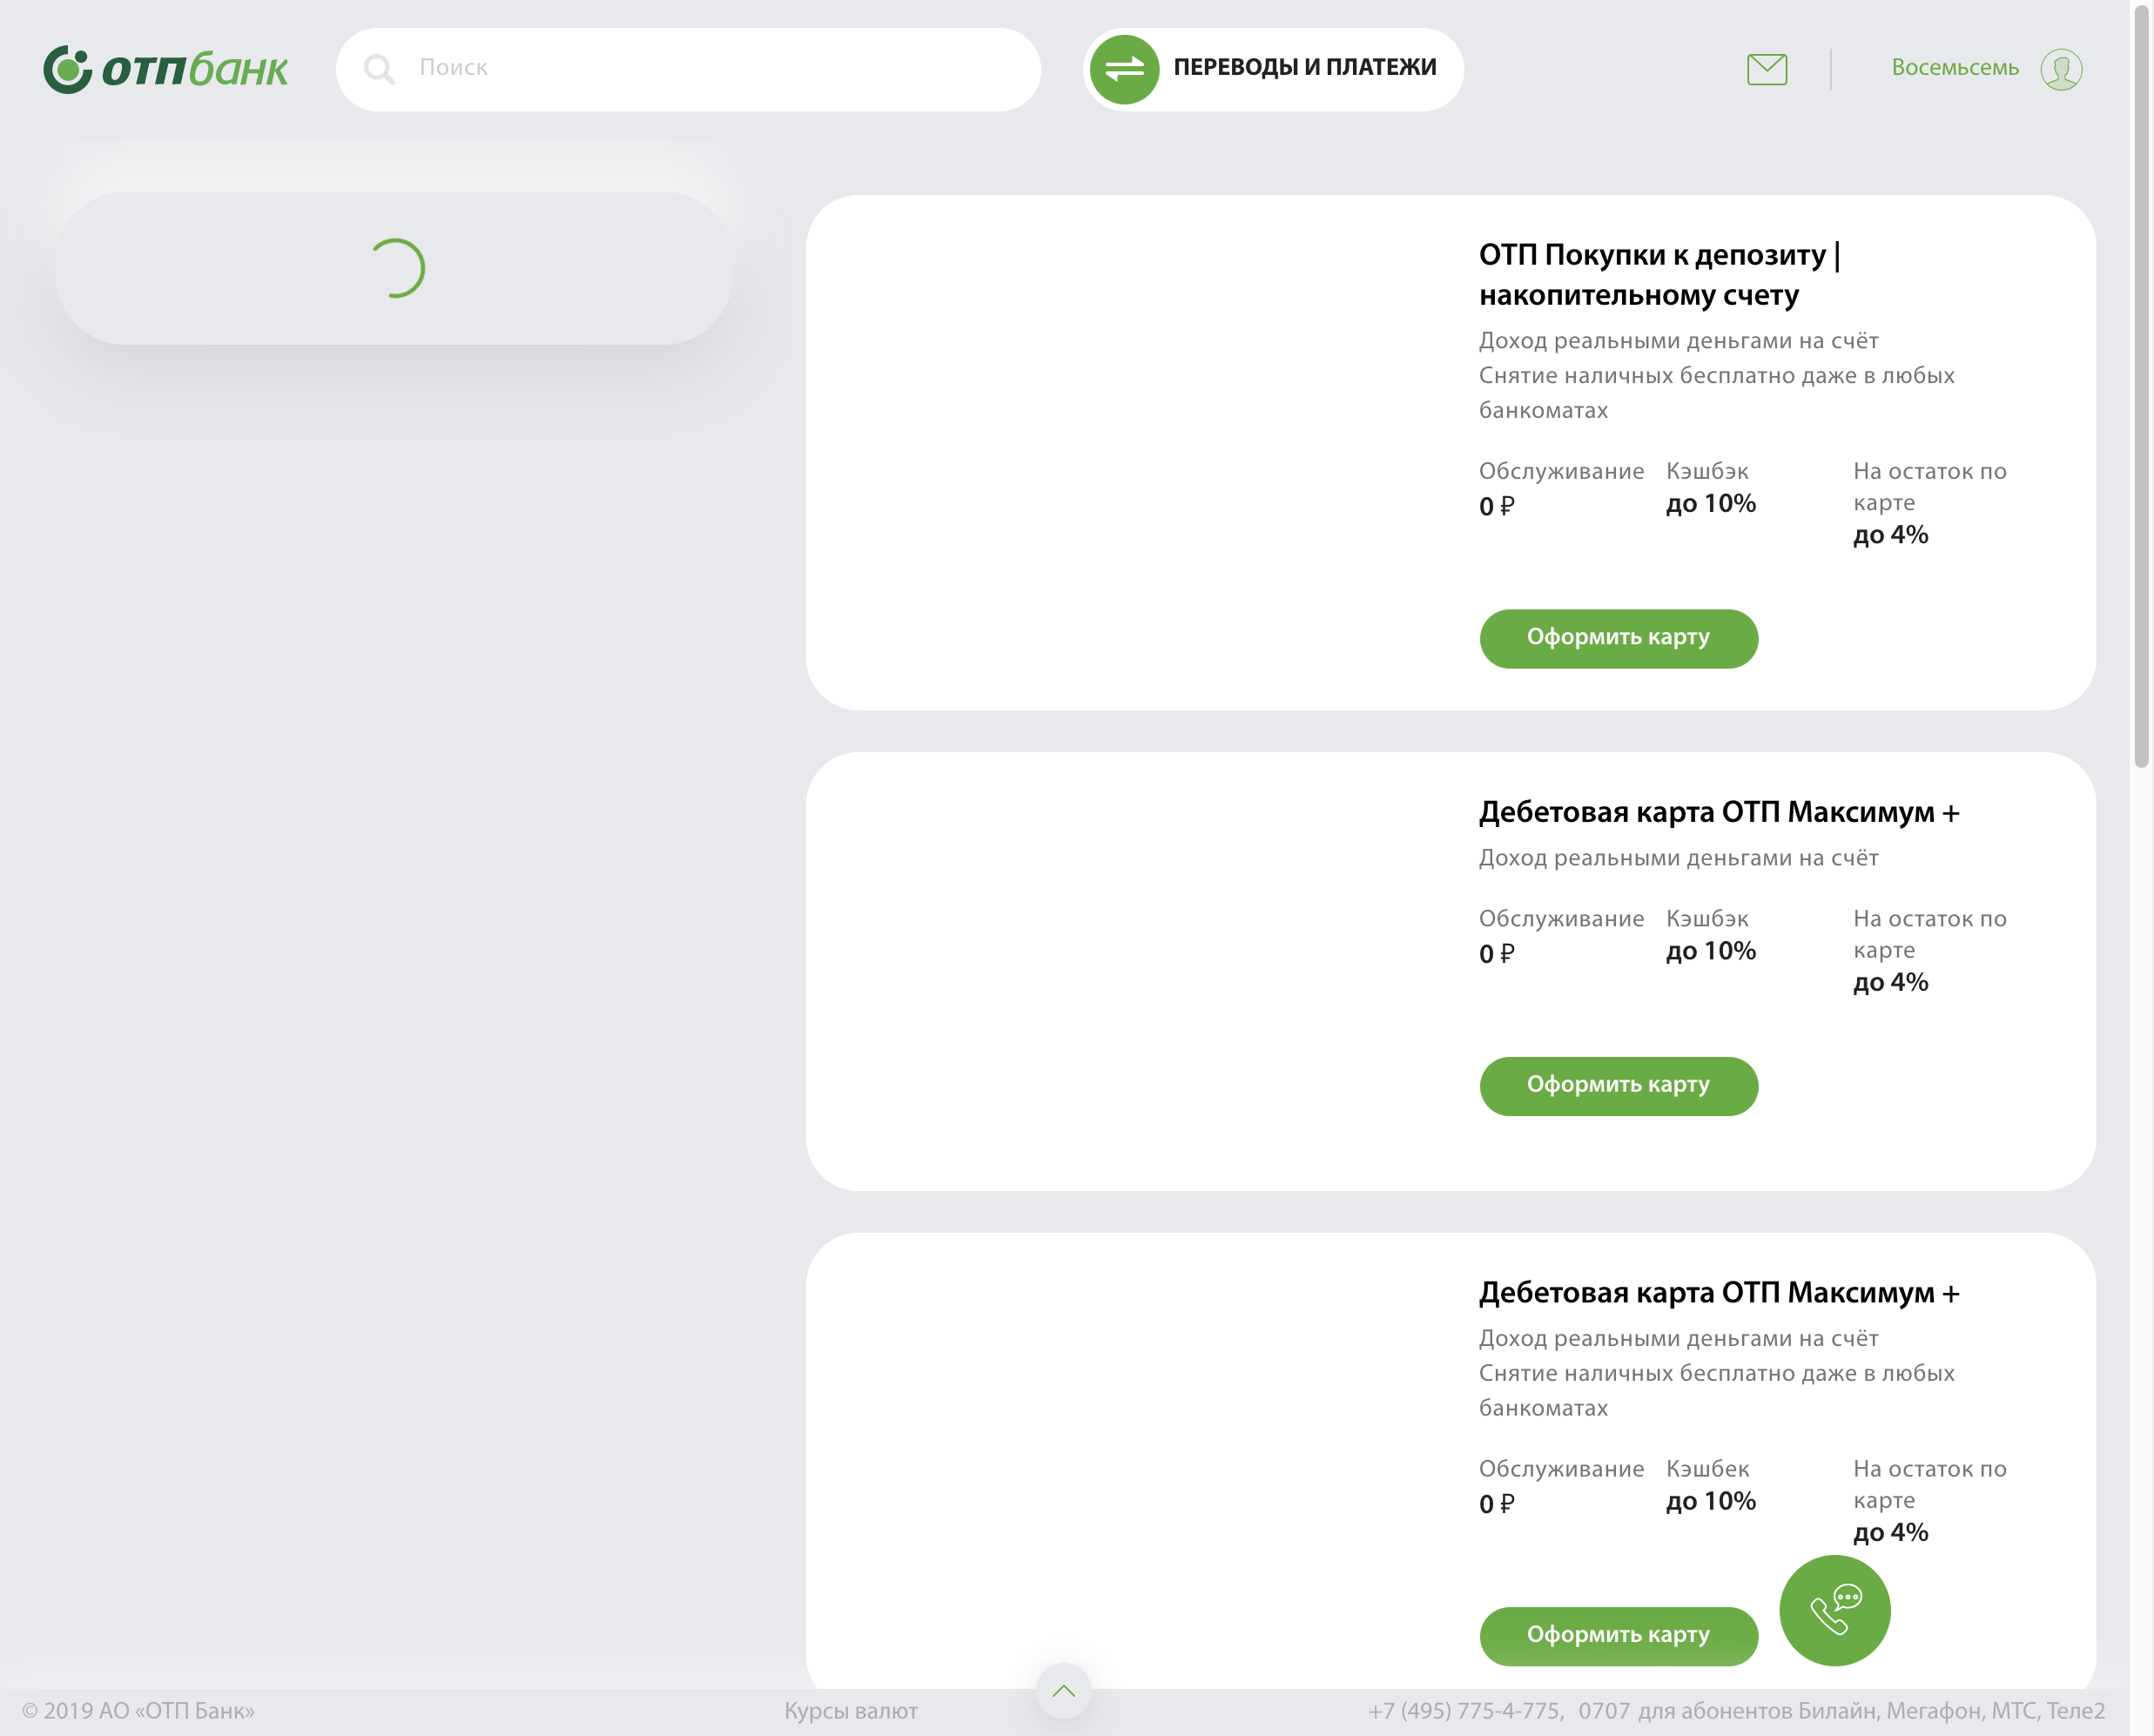 отпбанк
Поиск
ПЕРЕВОДЫ И ПЛАТЕЖИ
Восемьсемь
ОТП Покупки к депозиту |
накопительному счету
Доход реальными деньгами на счёт
Снятие наличных бесплатно даже в любых
банкоматах
Обслуживание
0 ₽
Кэшбэк
до 10%
На остаток по
карте
до 4%
Оформить карту
Дебетовая карта ОТП Максимум +
Доход реальными деньгами на счёт
Обслуживание
0 ₽
Кэшбэк
до 10%
На остаток по
карте
до 4%
Оформить карту
Дебетовая карта ОТП Максимум +
Доход реальными деньгами на счёт
Снятие наличных бесплатно даже в любых
банкоматах
Обслуживание
0 ₽
Кэшбек
до 10%
На остаток по
карте
до 4%
Оформить карту
© 2019 АО «ОТП Банк»
Курсы валют
+7 (495) 775-4-775, 0707 для абонентов Билайн, Мегафон, МТС, Теле2